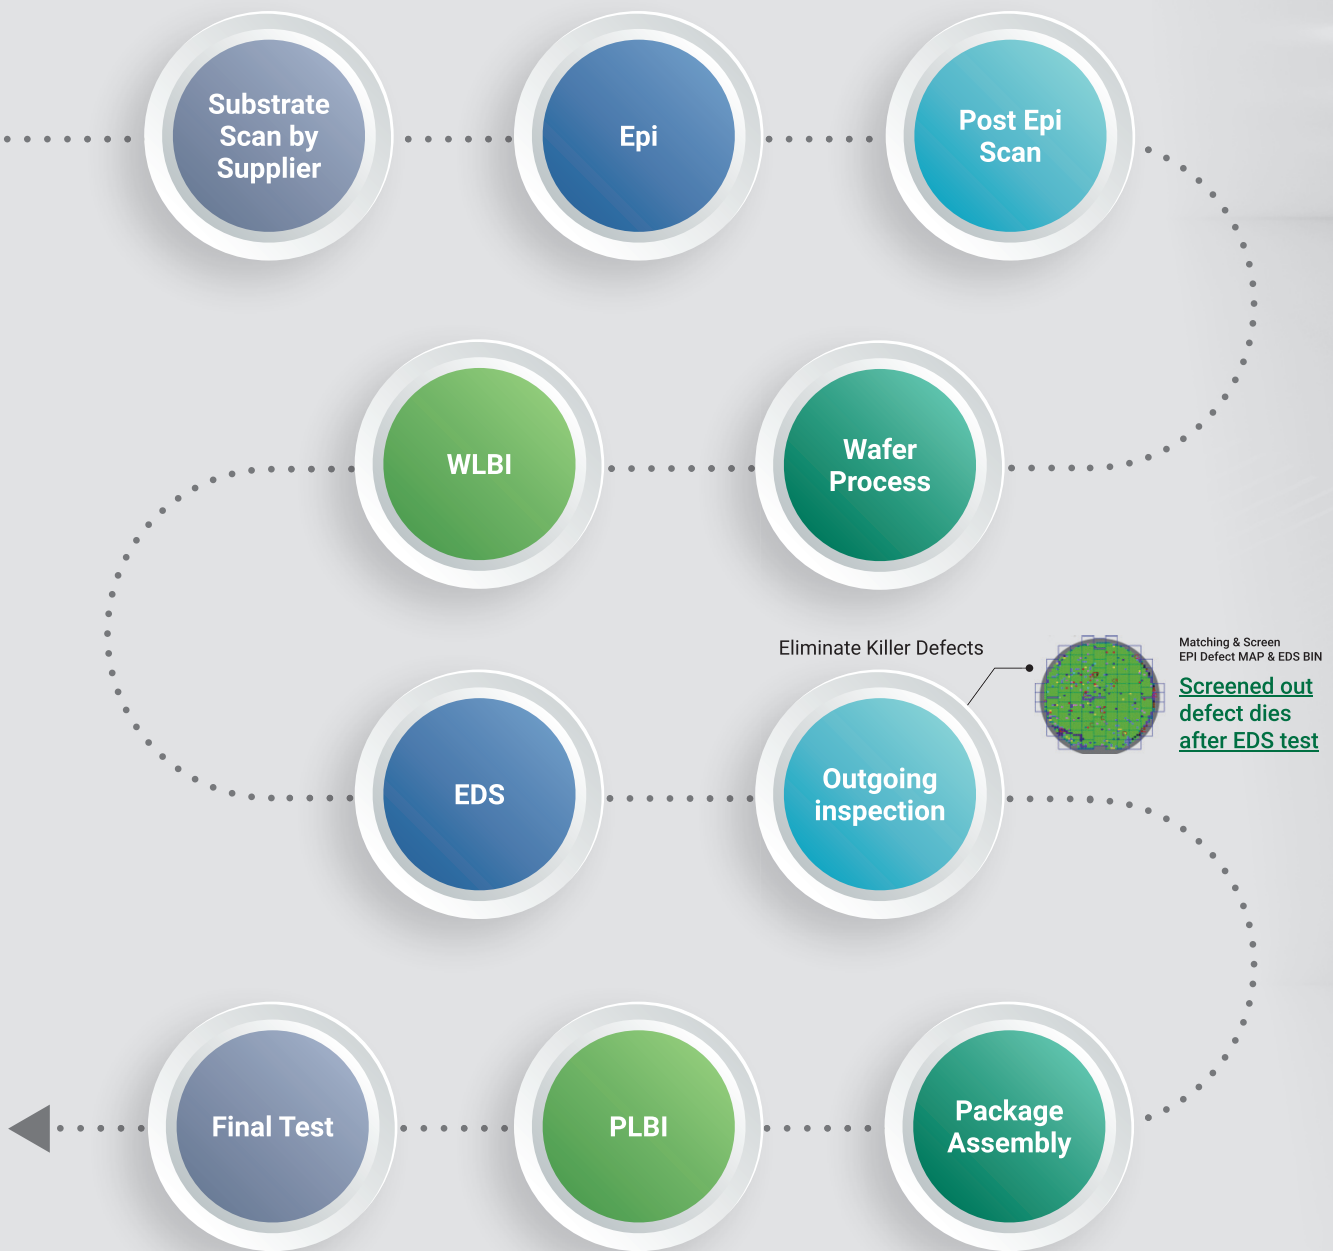 Substrate
Scan by
Supplier
Epi
Post Epi
Scan
WLBI
Wafer
Process
Eliminate Killer Defects
Matching & Screen
EPI Defect MAP & EDS BIN
Screened out
defect dies
after EDS test
EDS
Outgoing
inspection
Final Test
PLBI
Package
Assembly